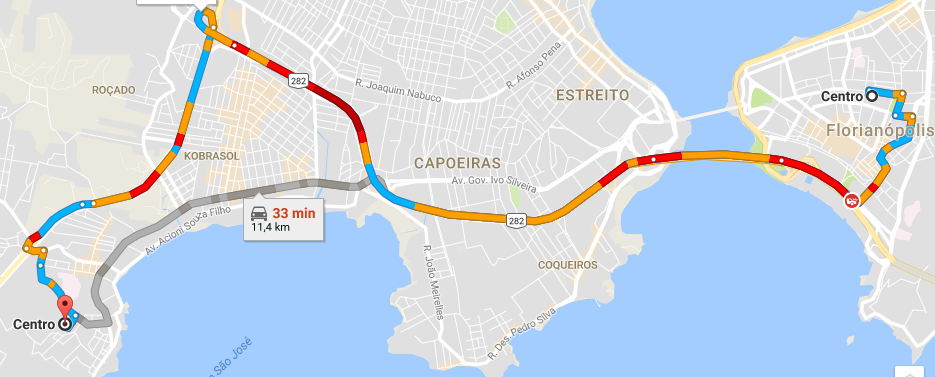 ROÇADO
282
R. Joaquim Nabuco
R. Afonso Pena
ESTREITO
Centro
Florianópolis
KOBRASOL
CAPOEIRAS
Av. Gov. Ivo Silveira
33 min
11,4 km
Av. Acioni Souza Filho
282
R. João Meirelles
COQUEIROS
R. Des. Pedro Silva
Centro
São José